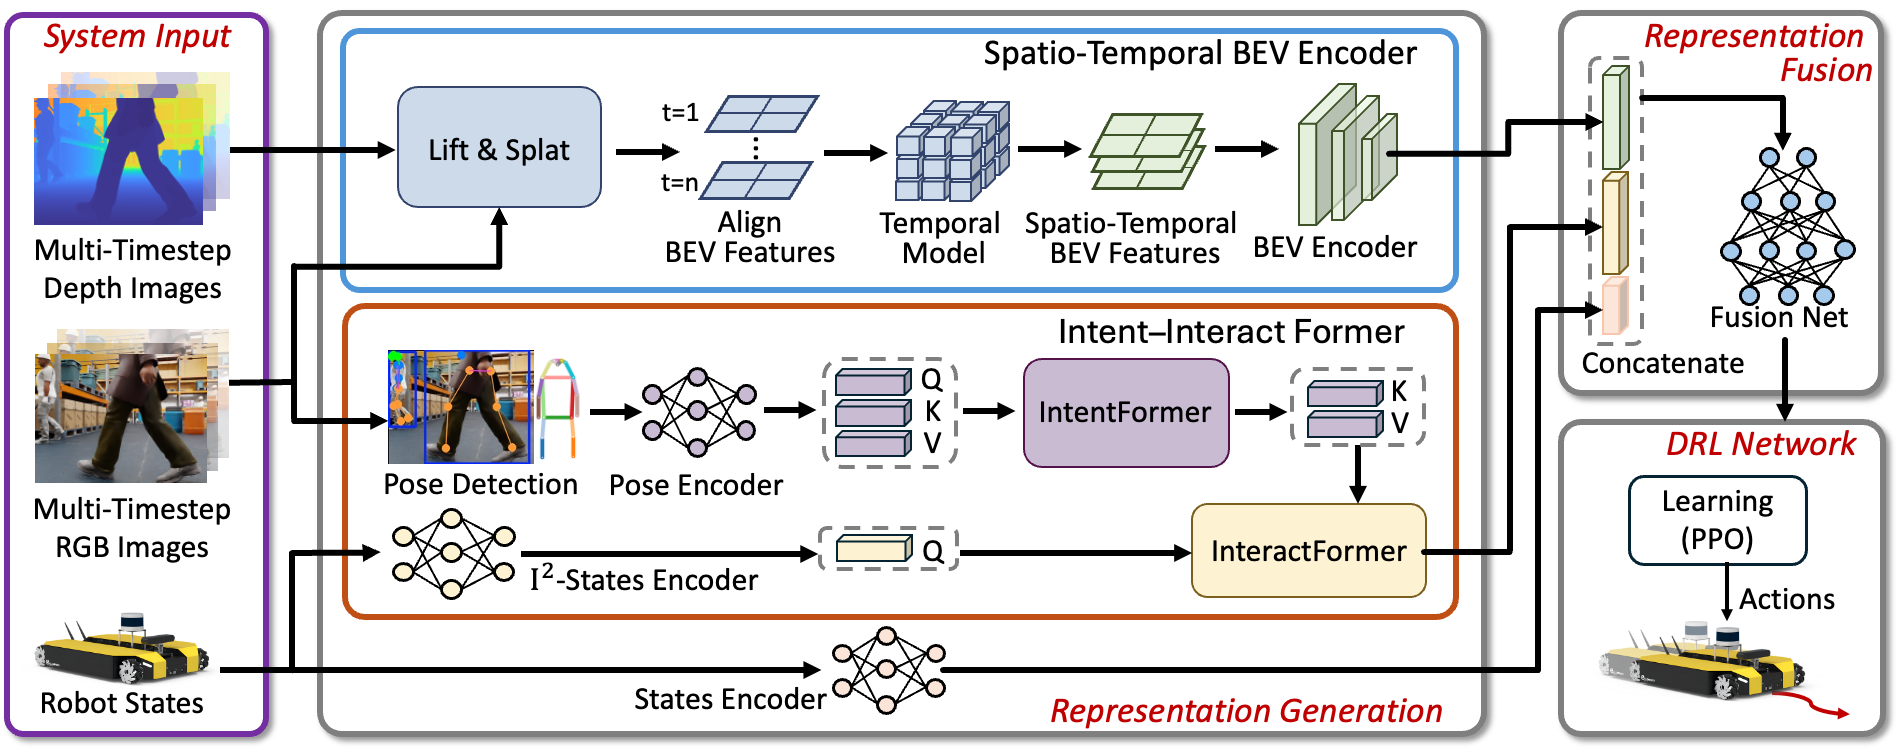 System Input
Multi-Timestep
Depth Images
Multi-Timestep
RGB Images
Robot States
Spatio-Temporal BEV Encoder
Lift & Splat
t=1
t=n
Align
BEV Features
Temporal
Model
Spatio-Temporal
BEV Features
BEV Encoder
Intent–Interact Former
Pose Detection
Pose Encoder
Q
K
V
IntentFormer
K
V
I²-States Encoder
Q
InteractFormer
States Encoder
Representation Generation
Representation
Fusion
Fusion Net
Concatenate
DRL Network
Learning
(PPO)
Actions